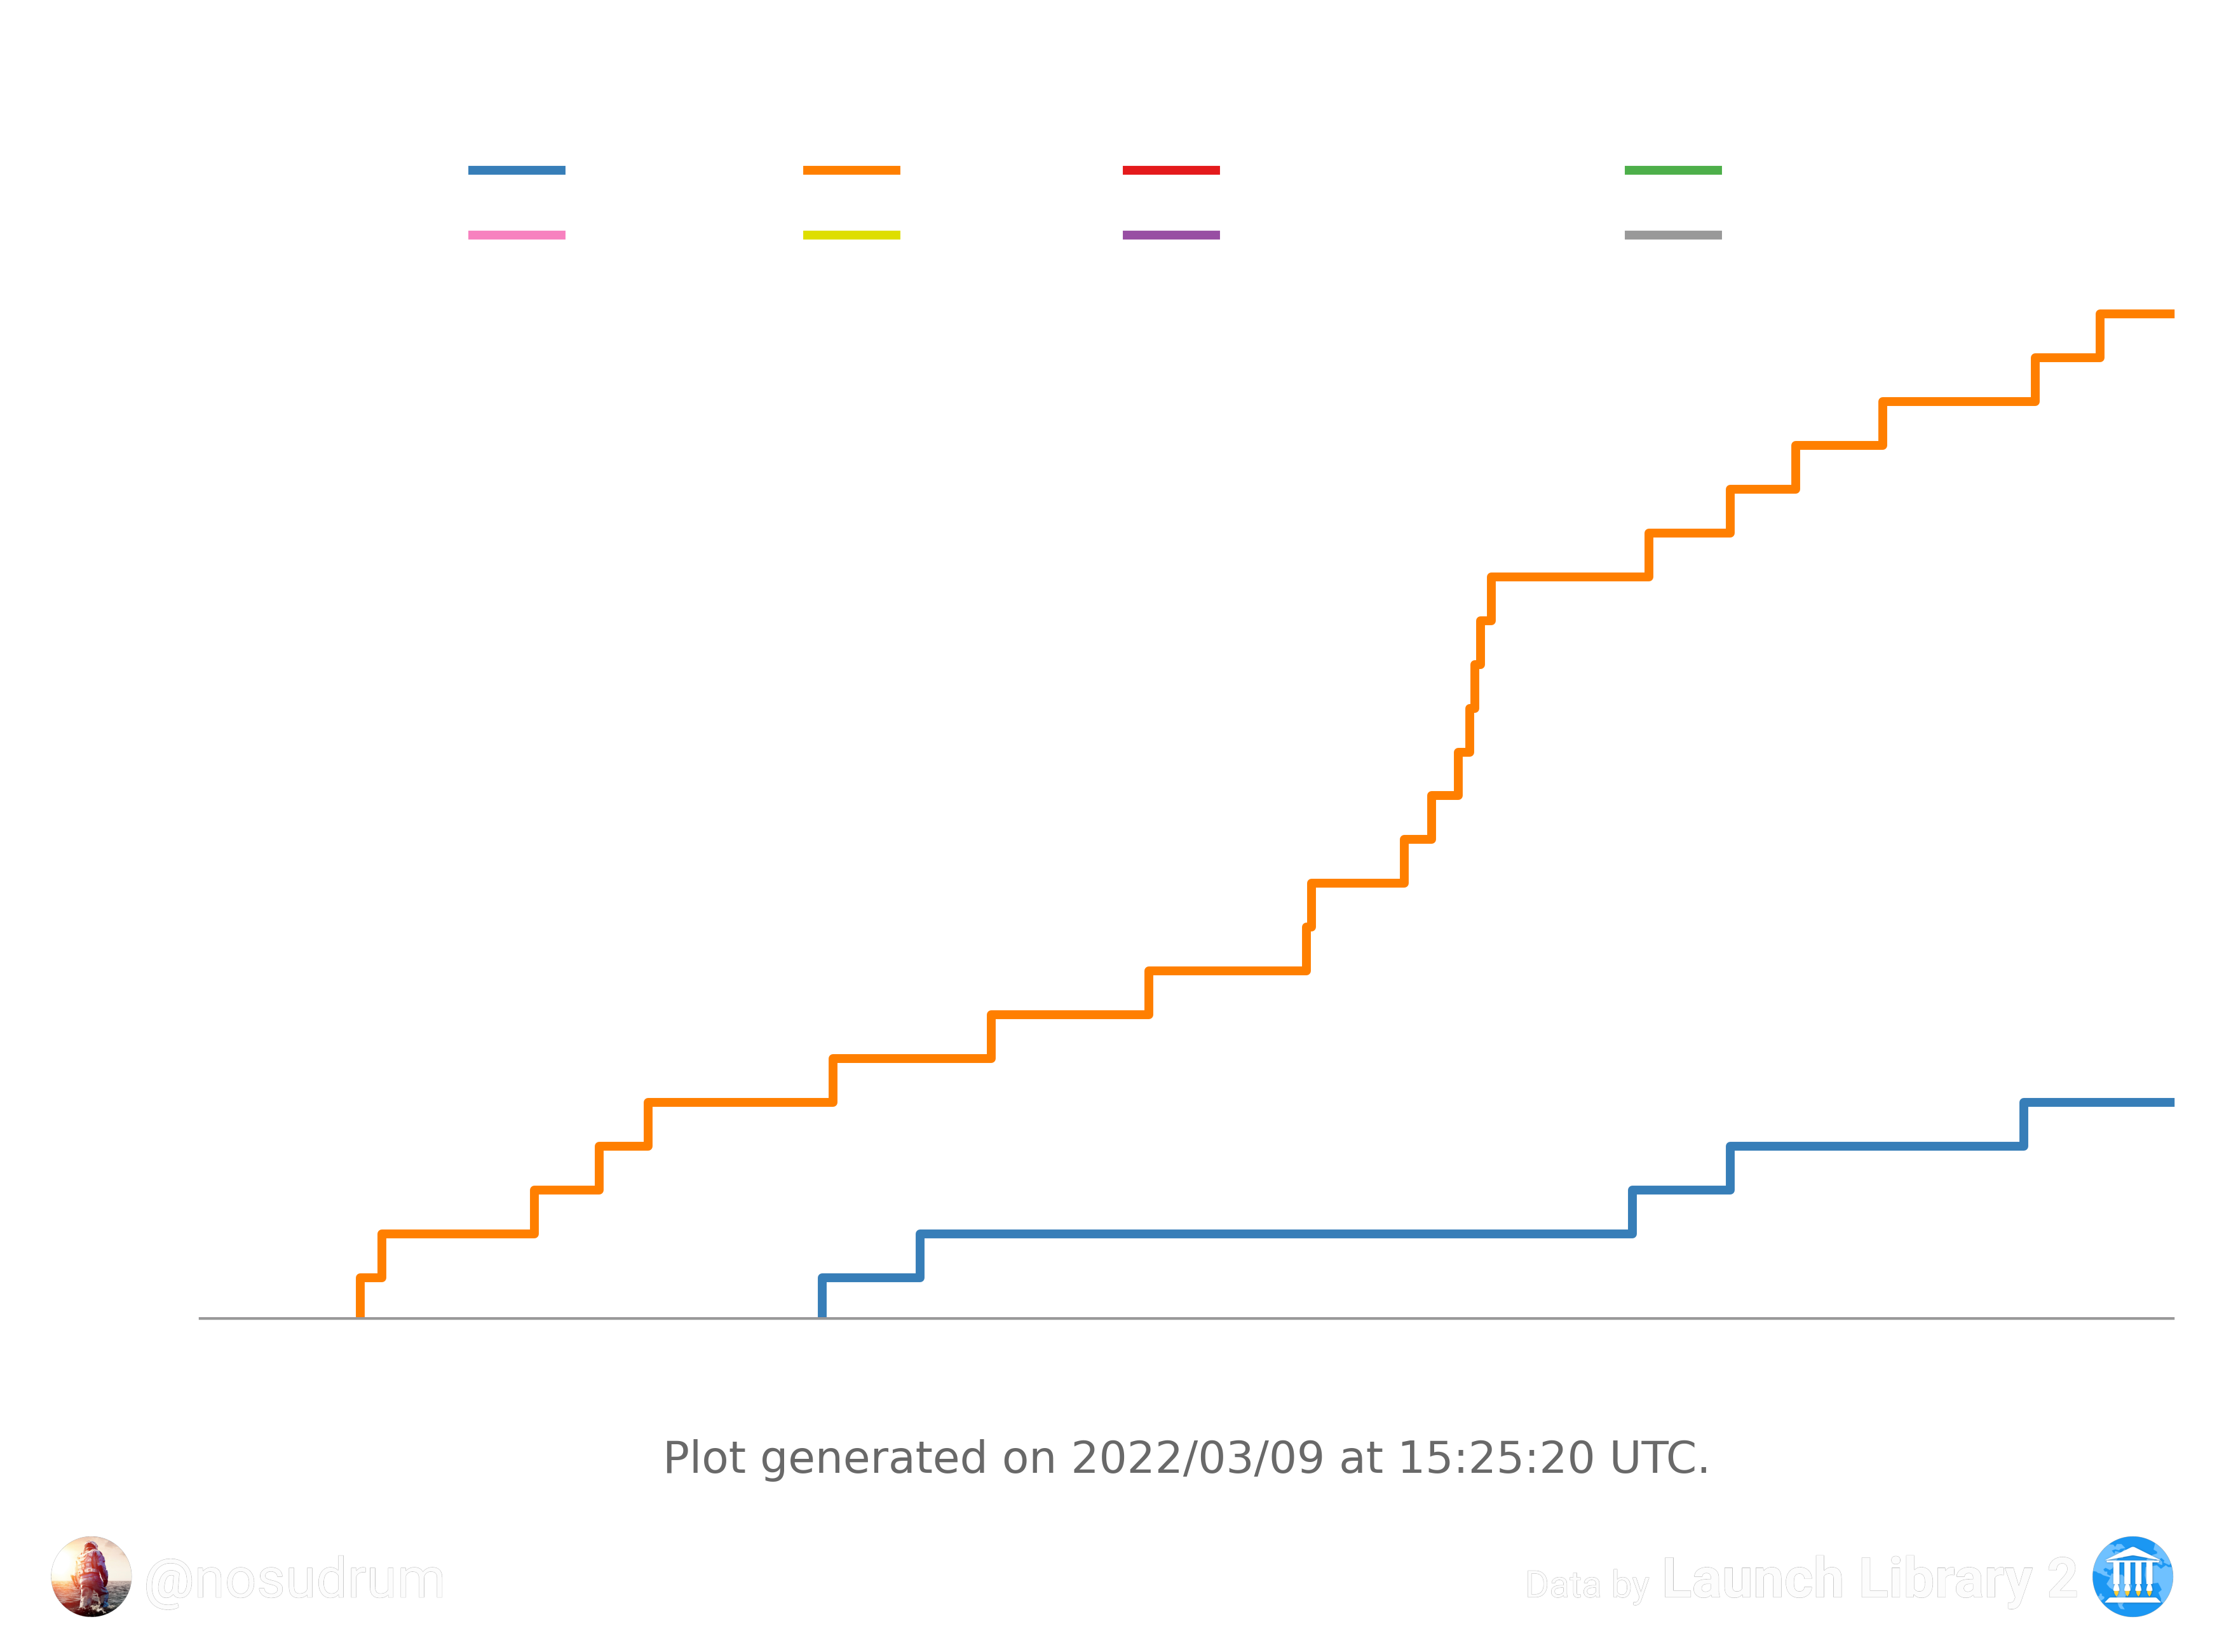 Plot generated on 2022/03/09 at 15:25:20 UTC.
@nosudrum
Data by Launch Library 2